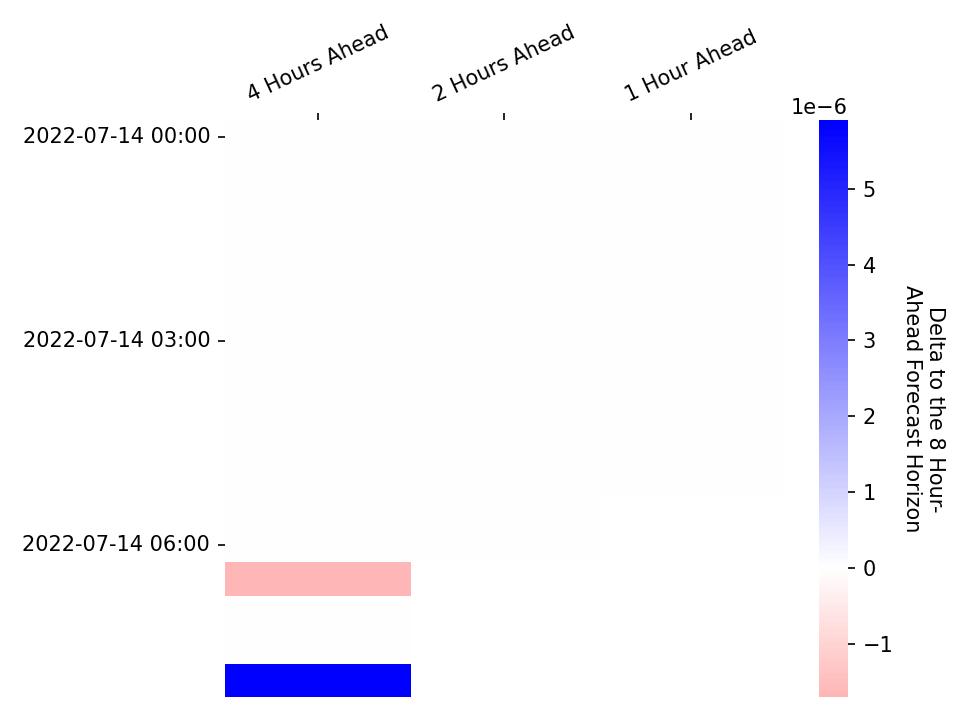 4 Hours Ahead
2 Hours Ahead
1 Hour Ahead
1e−6
2022-07-14 00:00
2022-07-14 03:00
2022-07-14 06:00
5
4
3
2
1
0
−1
Delta to the 8 Hour-
Ahead Forecast Horizon